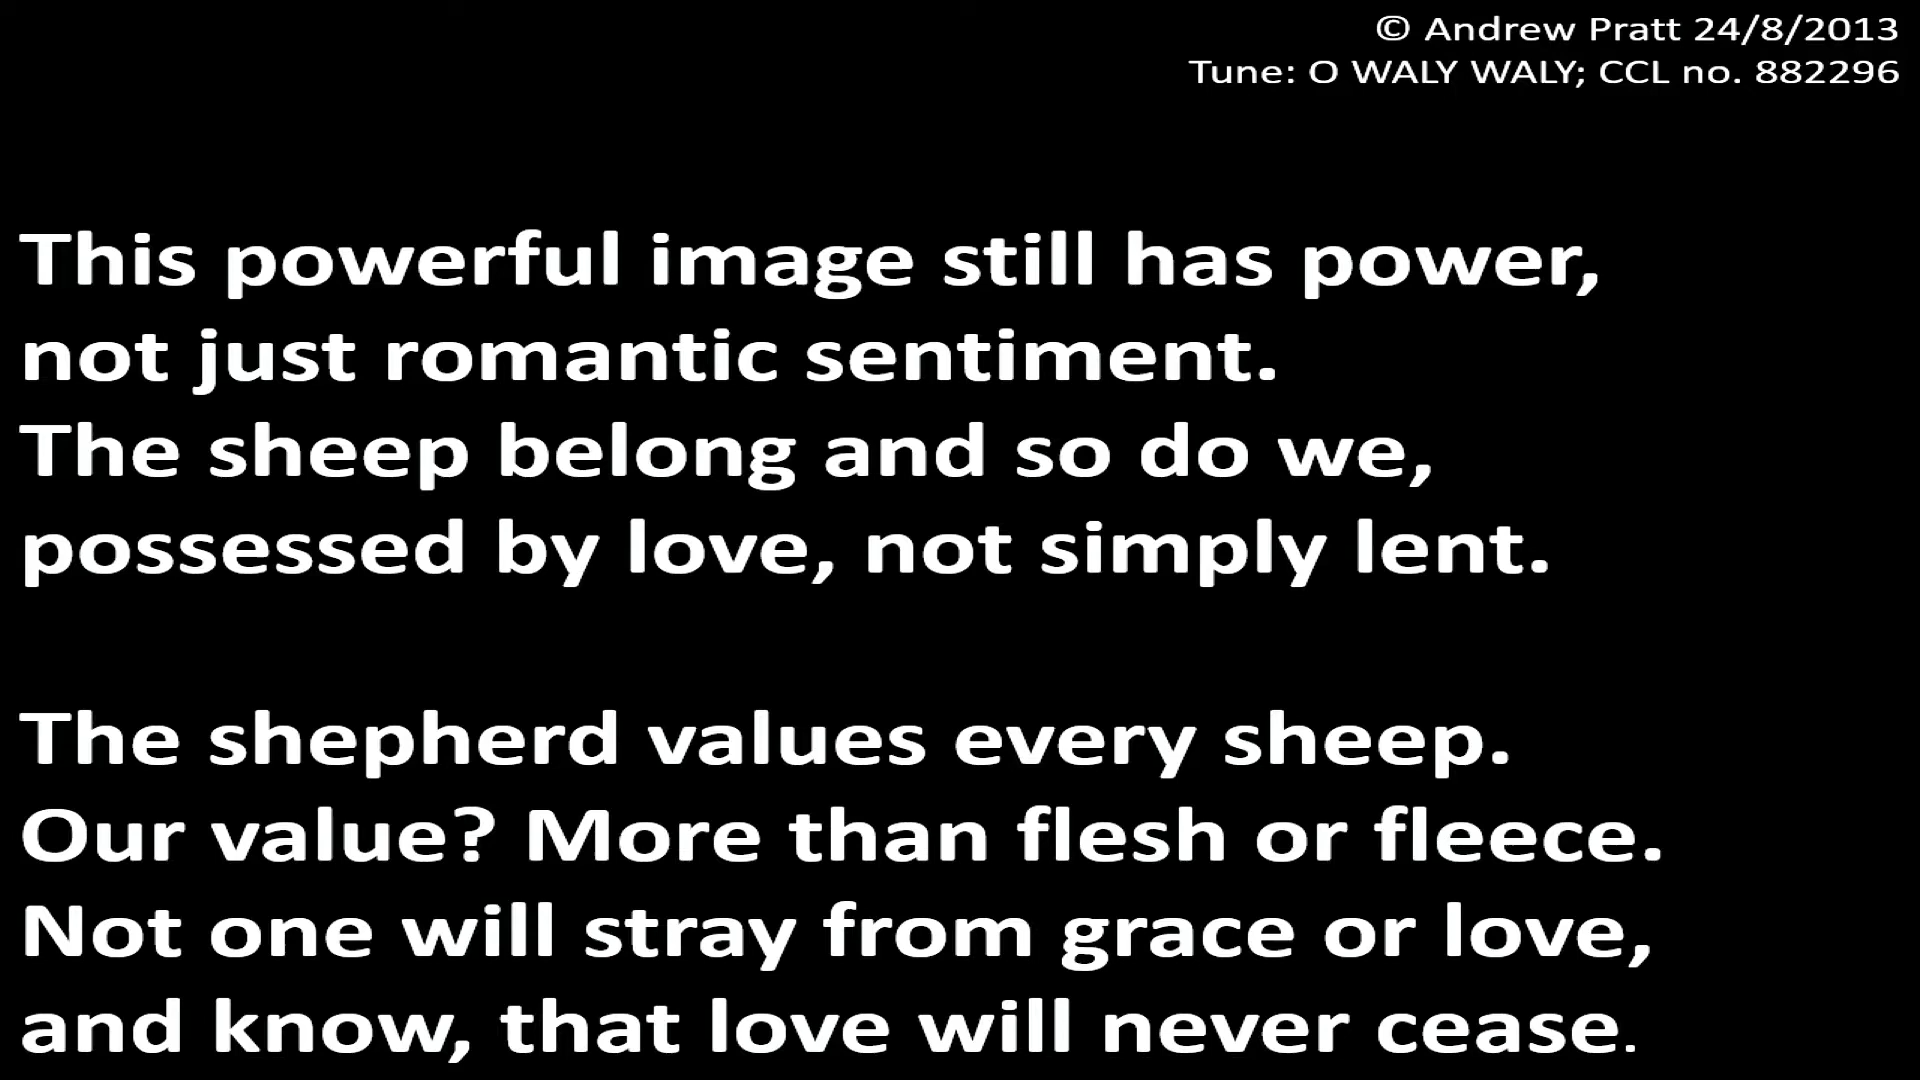 © Andrew Pratt 24/8/2013
Tune: O WALY WALY; CCL no. 882296
This powerful image still has power,
not just romantic sentiment.
The sheep belong and so do we,
possessed by love, not simply lent.
The shepherd values every sheep.
Our value? More than flesh or fleece.
Not one will stray from grace or love,
and know, that love will never cease.